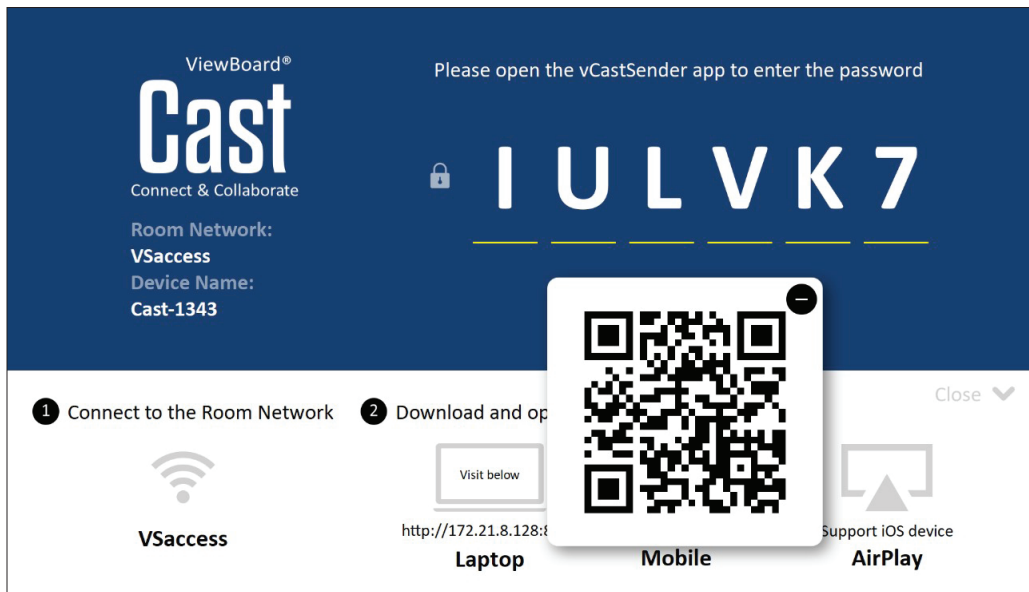 ViewBoard®
Cast
Connect & Collaborate
Room Network:
VSaccess
Device Name:
Cast-1343
Please open the vCastSender app to enter the password
I U L V K 7
1 Connect to the Room Network
VSaccess
2 Download and op
Visit below
http://172.21.8.128:
Laptop
Mobile
Close
Support iOS device
AirPlay